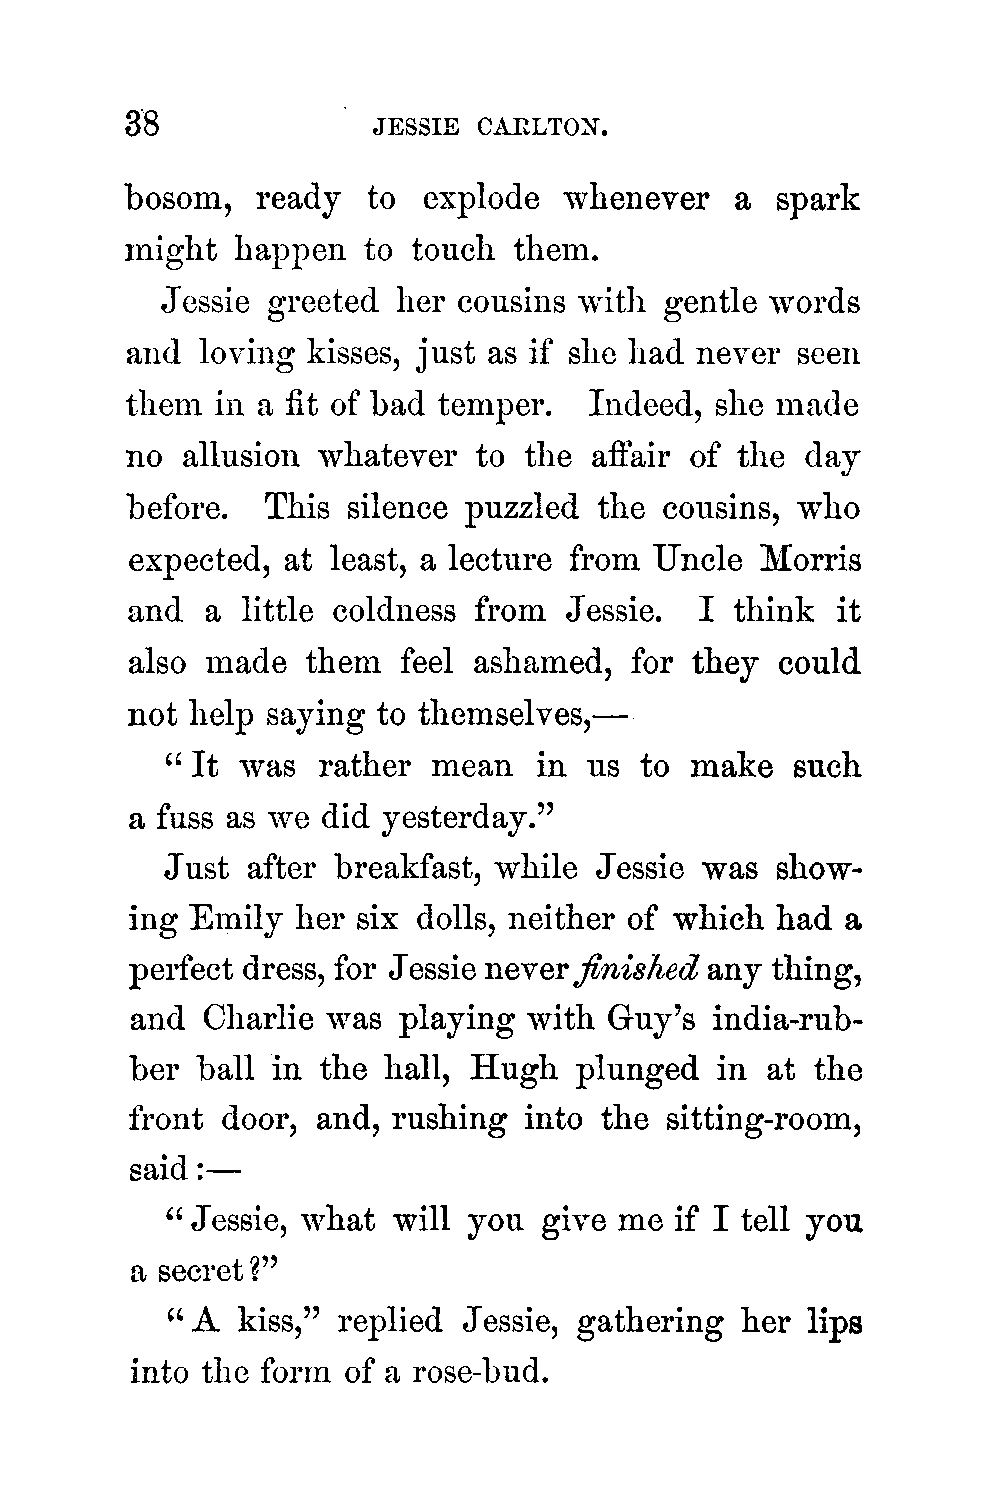 38 JESSIE CARLTON.
bosom, ready to explode whenever a spark
might happen to touch them.
Jessie greeted her cousins with gentle words
and loving kisses, just as if she had never seen
them in a fit of bad temper. Indeed, she made
no allusion whatever to the affair of the day
before. This silence puzzled the cousins, who
expected, at least, a lecture from Uncle Morris
and a little coldness from Jessie. I think it
also made them feel ashamed, for they could
not help saying to themselves,—
“It was rather mean in us to make such
a fuss as we did yesterday.”
Just after breakfast, while Jessie was show-
ing Emily her six dolls, neither of which had a
perfect dress, for Jessie never finished any thing,
and Charlie was playing with Guy’s india-rub-
ber ball in the hall, Hugh plunged in at the
front door, and, rushing into the sitting-room,
said:—
“Jessie, what will you give me if I tell you
a secret?”
“A kiss,” replied Jessie, gathering her lips
into the form of a rose-bud.